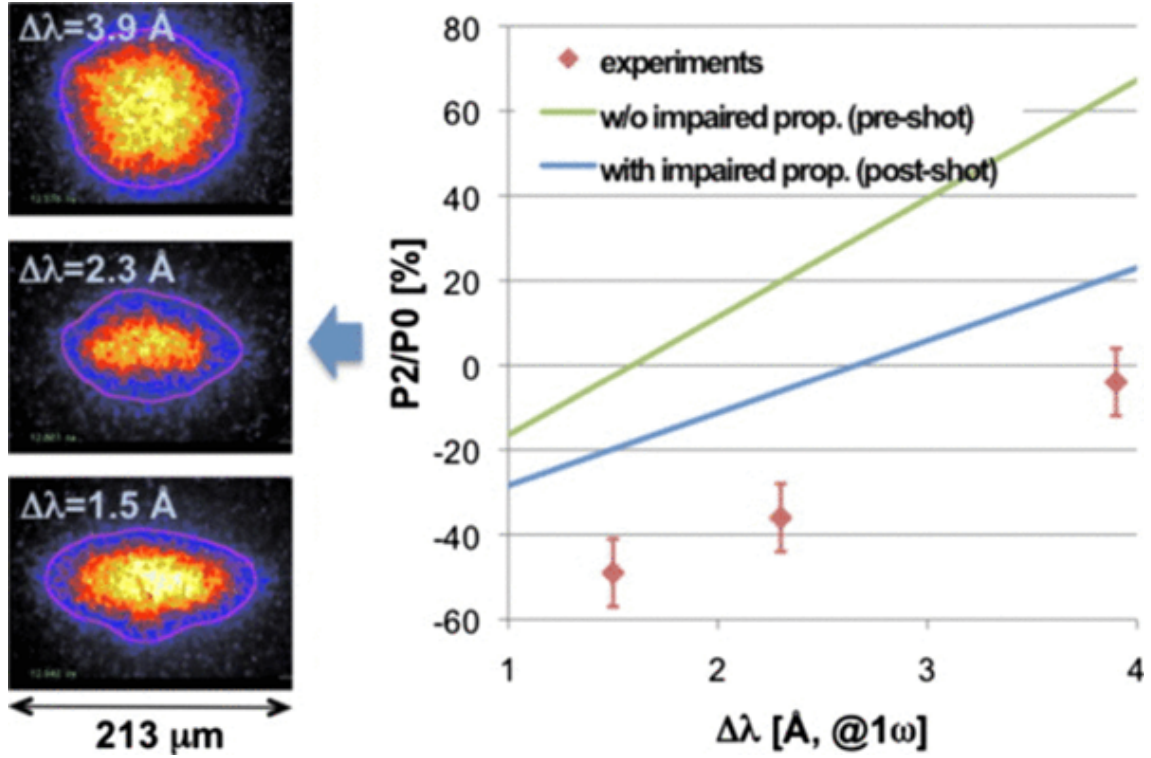 Δλ=3.9 Å
Δλ=2.3 Å
Δλ=1.5 Å
213 μm
80
60
40
20
0
-20
-40
-60
P2/P0 [%]
experiments
w/o impaired prop. (pre-shot)
with impaired prop. (post-shot)
1
2
3
4
Δλ [Å, @1ω]